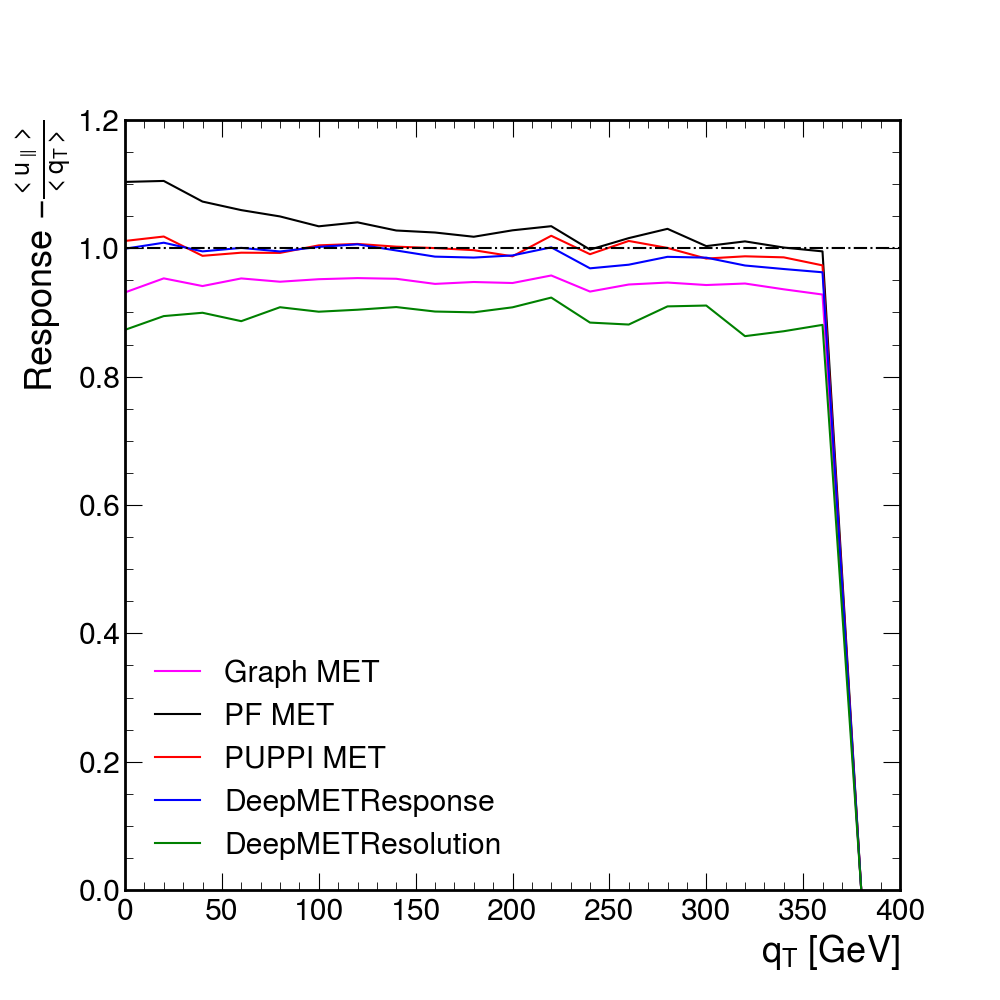 Response −<u∥>/<qT>
1.2
1.0
0.8
0.6
0.4
0.2
0.0
Graph MET
PF MET
PUPPI MET
DeepMETResponse
DeepMETResolution
0 50 100 150 200 250 300 350 400
qT [GeV]